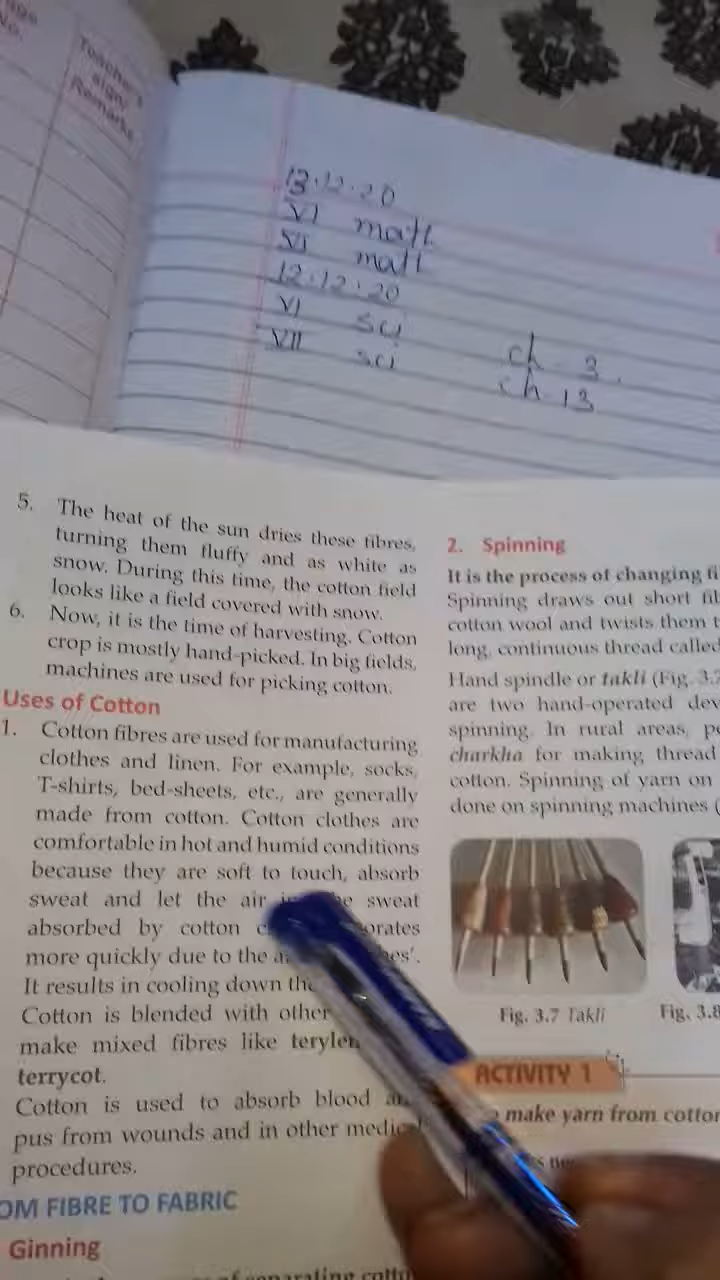 No.
Teacher's
sign/
Remarks
13.12.20
VI math
VI math
12.12.20
VI sci
VII sci
ch - 3.
ch - 13
5. The heat of the sun dries these fibres,
turning them fluffy and as white as
snow. During this time, the cotton field
looks like a field covered with snow.
6. Now, it is the time of harvesting. Cotton
crop is mostly hand-picked. In big fields,
machines are used for picking cotton.
Uses of Cotton
1. Cotton fibres are used for manufacturing
clothes and linen. For example, socks,
T-shirts, bed-sheets, etc., are generally
made from cotton. Cotton clothes are
comfortable in hot and humid conditions
because they are soft to touch, absorb
sweat and let the air sweat
absorbed by cotton
more quickly due to the
It results in cooling down
Cotton is blended with other
make mixed fibres like
terrycot.
Cotton is used to absorb blood
pus from wounds and in other
procedures.
FIBRE TO FABRIC
Ginning
of separating
2. Spinning
It is the process of changing
Spinning draws out short
cotton wool and twists them
long, continuous thread called
Hand spindle or takli (Fig. 3.
are two hand-operated
spinning. In rural areas,
charkha for making thread
cotton. Spinning of yarn on
done on spinning machines (
Fig. 3.7 Takli
Fig. 3.8
ACTIVITY 1
make yarn from